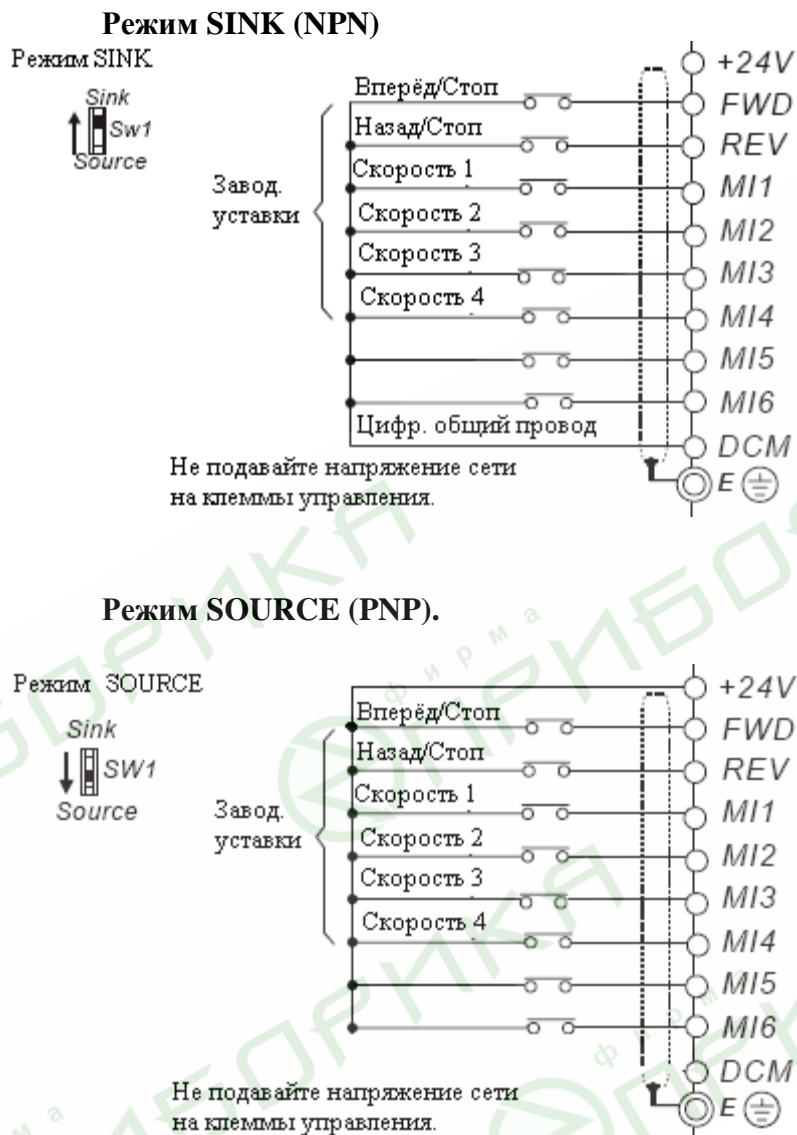 Режим SINK (NPN)
Режим SINK
Sink
Sw1
Source
+24V
Вперёд/Стоп
FWD
Назад/Стоп
REV
Скорость 1
MI1
Завод.
уставки
Скорость 2
MI2
Скорость 3
MI3
Скорость 4
MI4
MI5
MI6
Цифр. общий провод
DCM
E
Не подавайте напряжение сети
на клеммы управления.
Режим SOURCE (PNP).
Режим SOURCE
Sink
SW1
Source
+24V
Вперёд/Стоп
FWD
Назад/Стоп
REV
Скорость 1
MI1
Завод.
уставки
Скорость 2
MI2
Скорость 3
MI3
Скорость 4
MI4
MI5
MI6
DCM
E
Не подавайте напряжение сети
на клеммы управления.
фирма